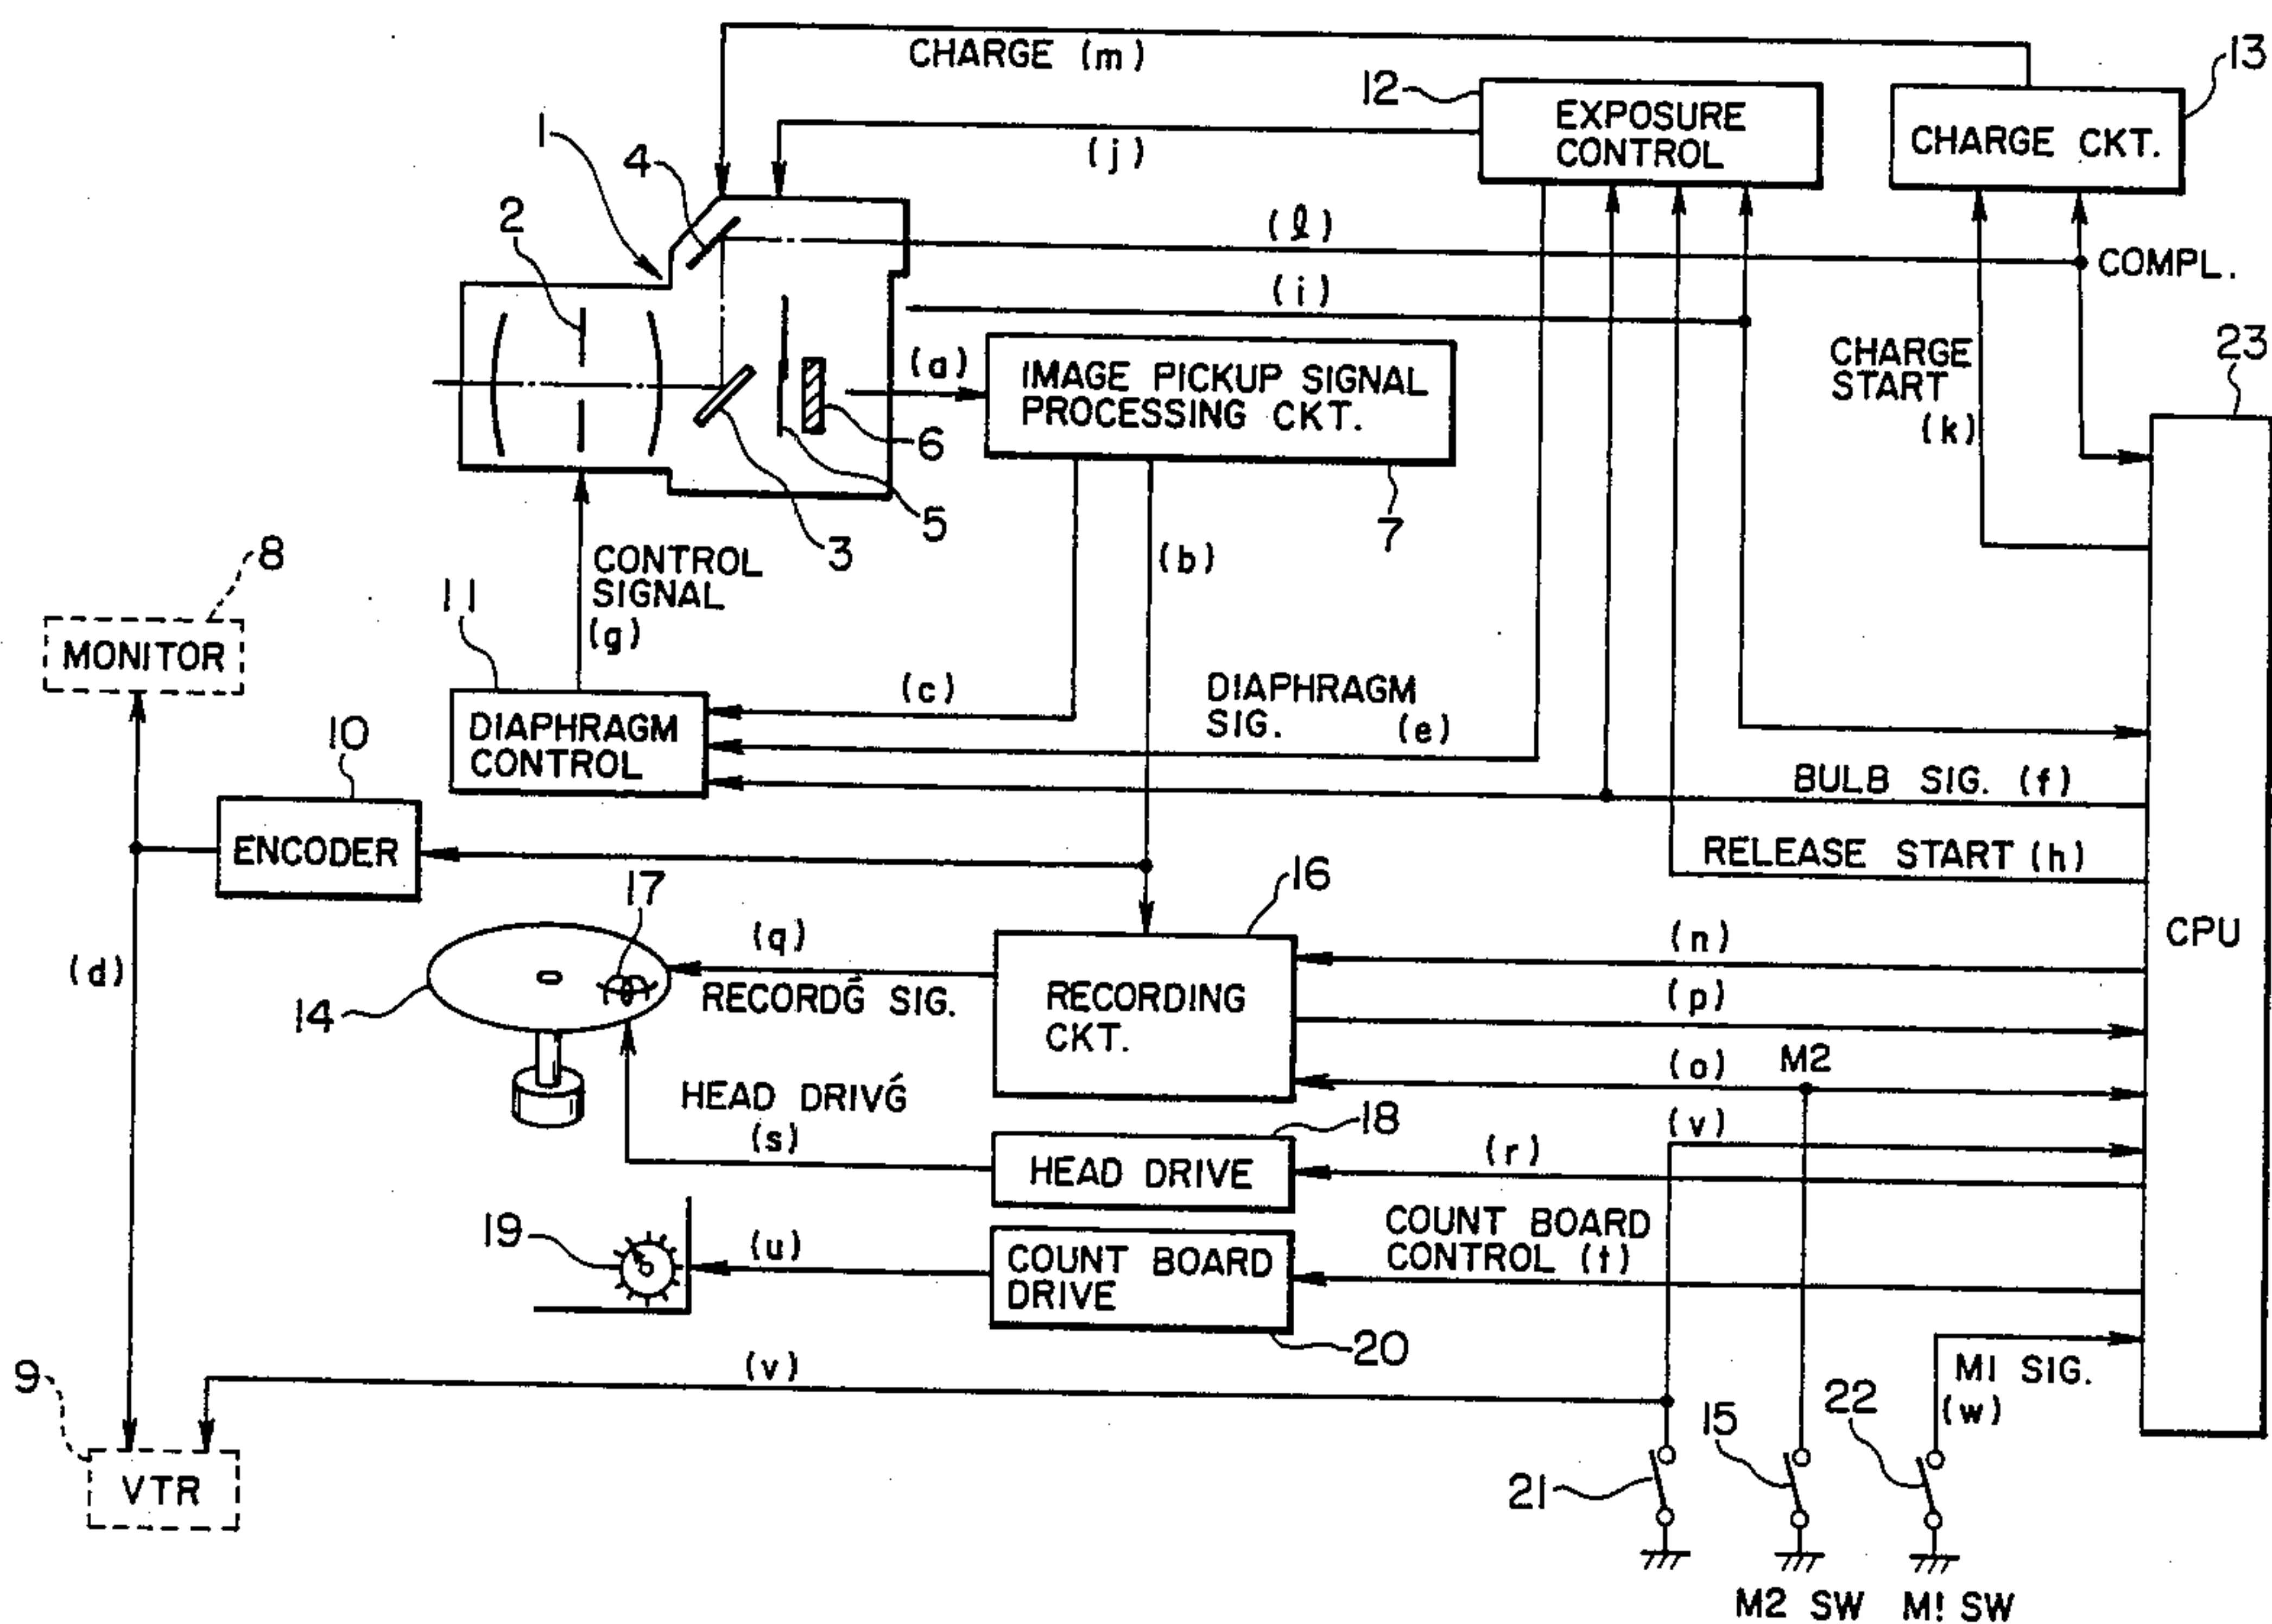 CHARGE (m)
13
12
EXPOSURE
CONTROL
CHARGE CKT.
1
4
(j)
2
(ℓ)
COMPL.
(i)
CHARGE
START
(k)
23
(a)
IMAGE PICKUP SIGNAL
PROCESSING CKT.
6
5
3
7
(b)
8
CONTROL
SIGNAL
(g)
11
MONITOR
(c)
DIAPHRAGM
SIG.
(e)
DIAPHRAGM
CONTROL
10
BULB SIG. (f)
ENCODER
RELEASE START (h)
17
16
CPU
(d)
(q)
(n)
14
RECORDǴ SIG.
RECORDING
CKT.
(p)
(o)
M2
HEAD DRIVǴ
(s)
18
(v)
HEAD DRIVE
(r)
19
(u)
COUNT BOARD
DRIVE
COUNT BOARD
CONTROL (t)
20
(v)
9
M1 SIG.
(w)
VTR
21
15
22
M2 SW
M! SW